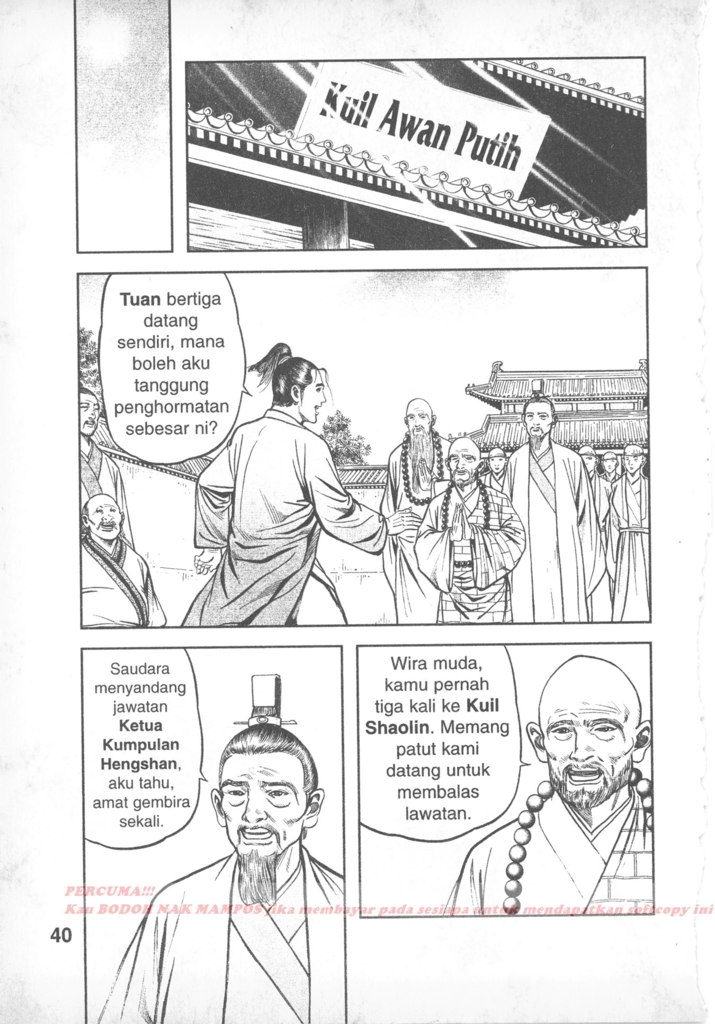 Kuil Awan Putih
Tuan bertiga
datang
sendiri, mana
boleh aku
tanggung
penghormatan
sebesar ni?
Saudara
menyandang
jawatan
Ketua
Kumpulan
Hengshan,
aku tahu,
amat gembira
sekali.
Wira muda,
kamu pernah
tiga kali ke Kuil
Shaolin. Memang
patut kami
datang untuk
membalas
lawatan.
PERCUMA!!!
Kau BODOH NAK MAMPOS jika membayar pada sesiapa untuk mendapatkan softcopy ini
40